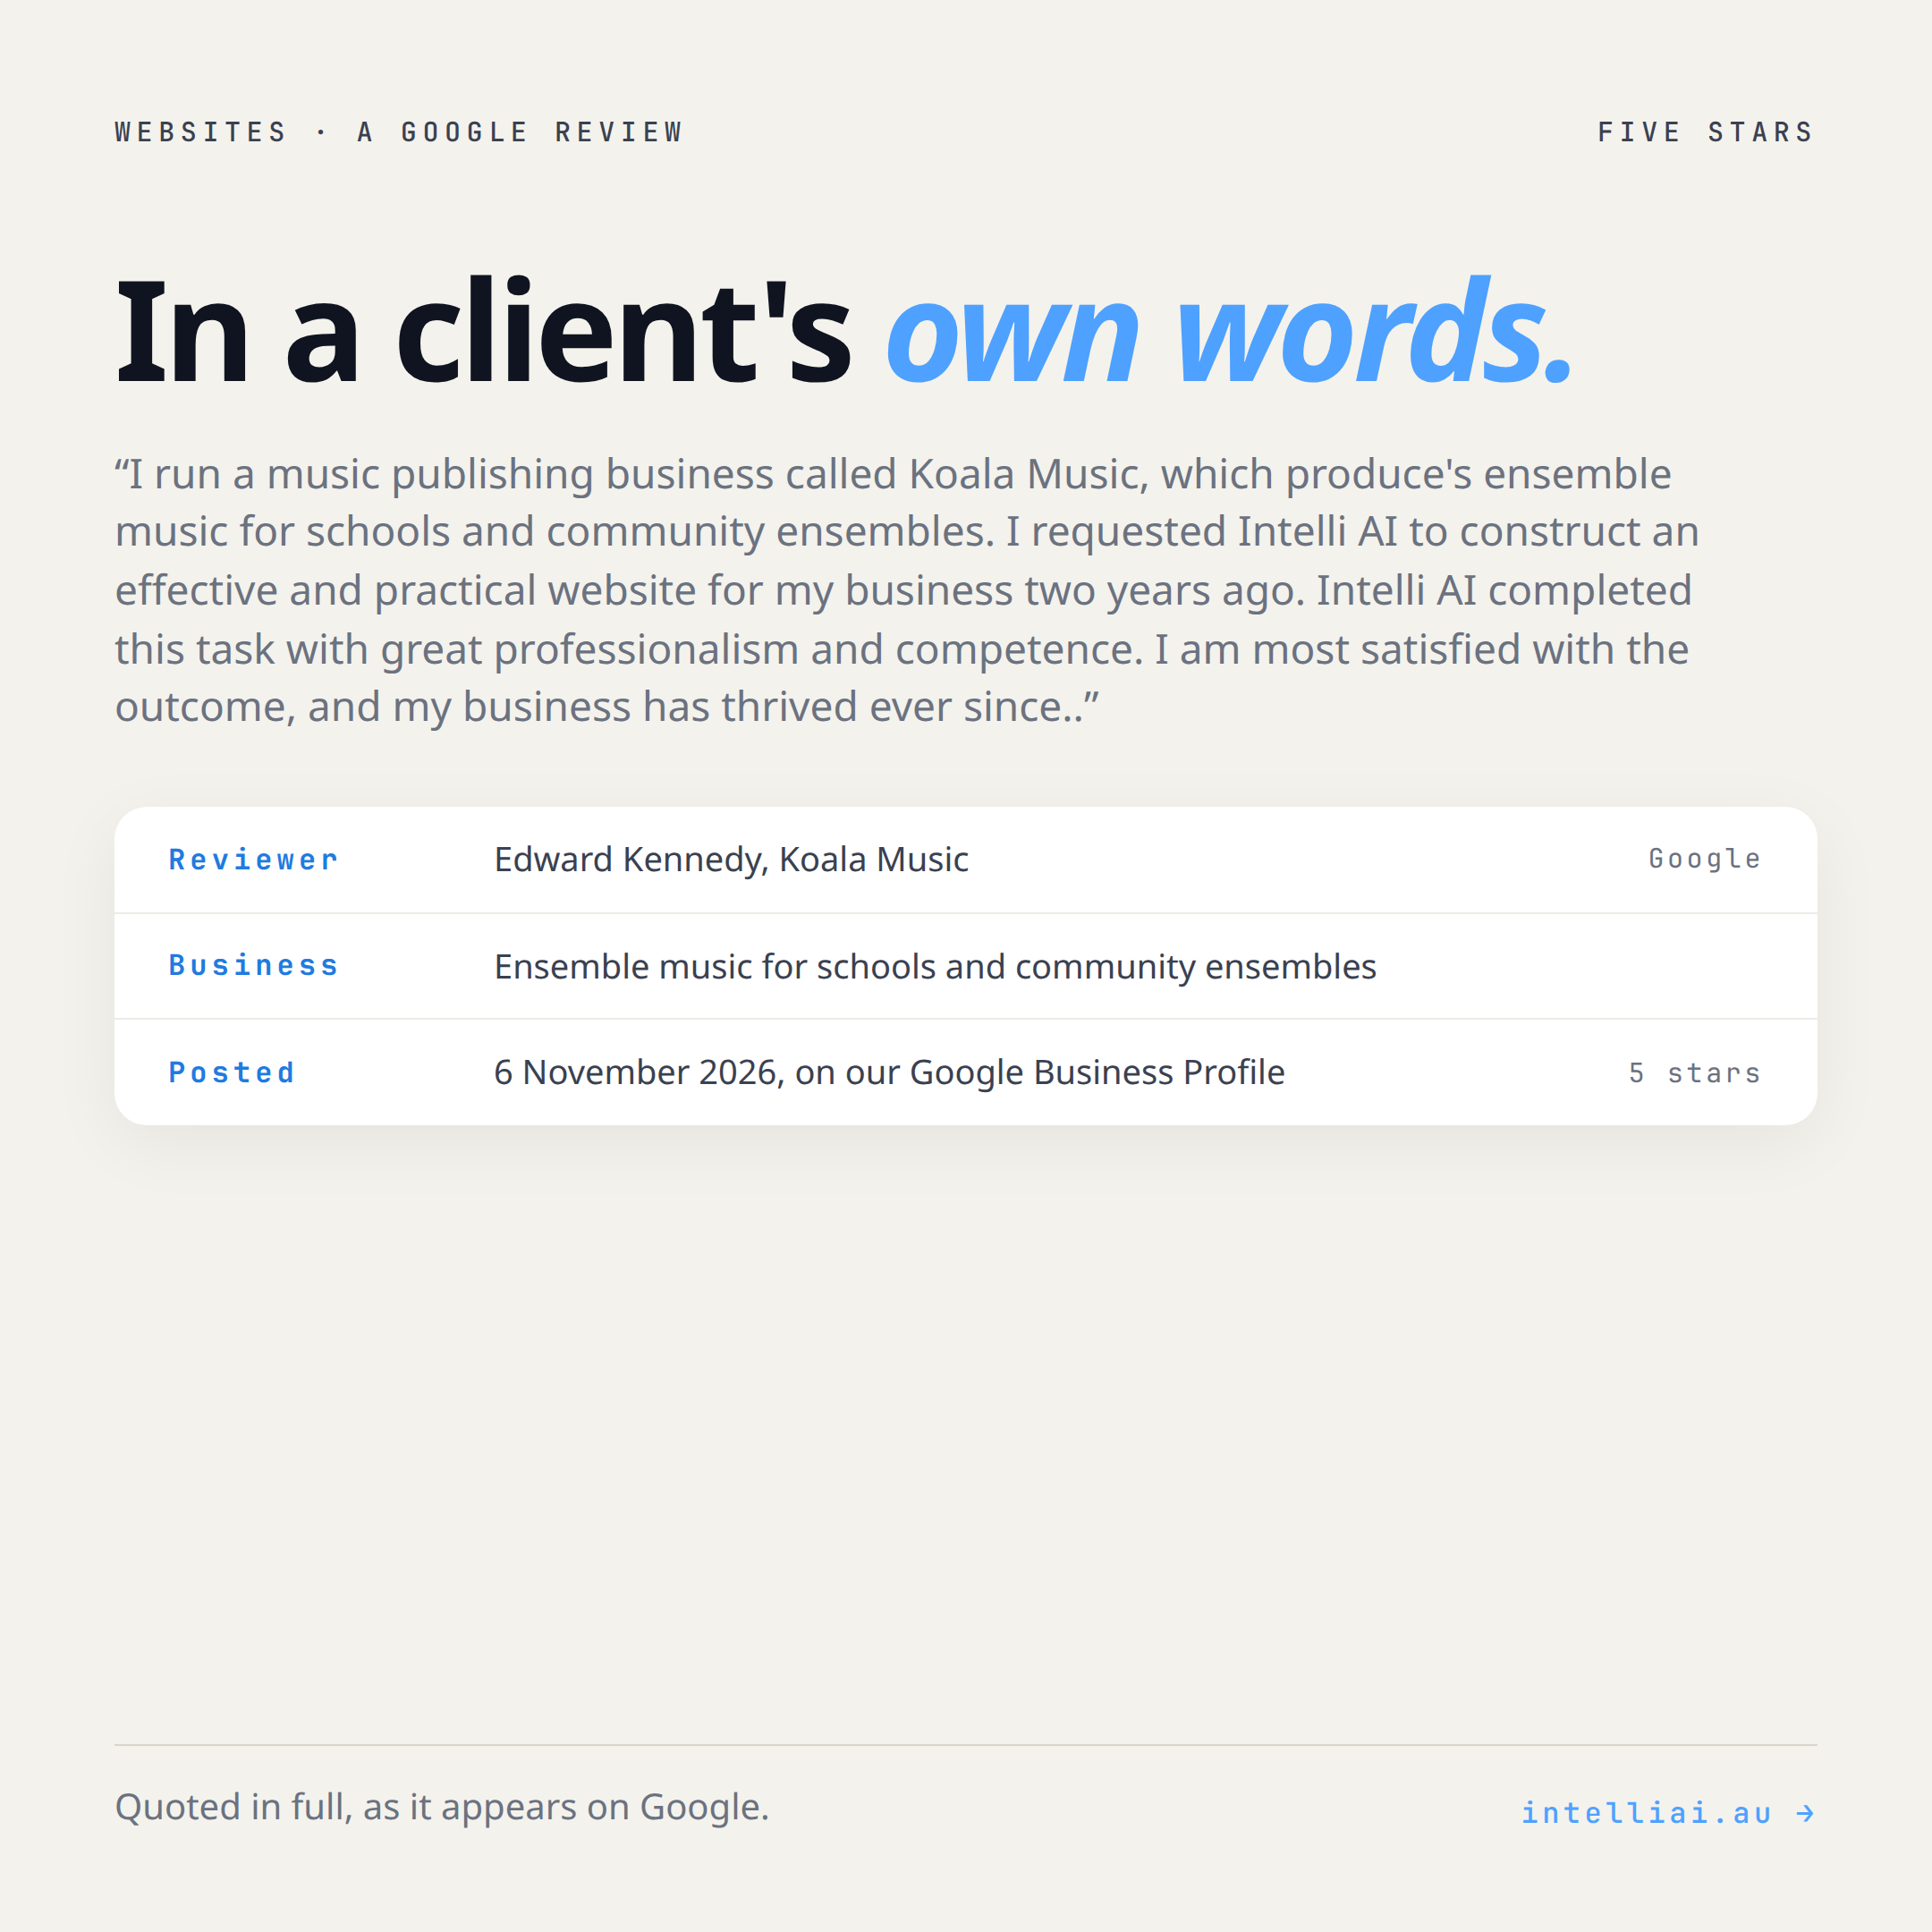 WEBSITES · A GOOGLE REVIEW
FIVE STARS
In a client's own words.
“I run a music publishing business called Koala Music, which produce's ensemble
music for schools and community ensembles. I requested Intelli AI to construct an
effective and practical website for my business two years ago. Intelli AI completed
this task with great professionalism and competence. I am most satisfied with the
outcome, and my business has thrived ever since..”
Reviewer Edward Kennedy, Koala Music Google
Business Ensemble music for schools and community ensembles
Posted 6 November 2026, on our Google Business Profile 5 stars
Quoted in full, as it appears on Google.
intelliai.au →